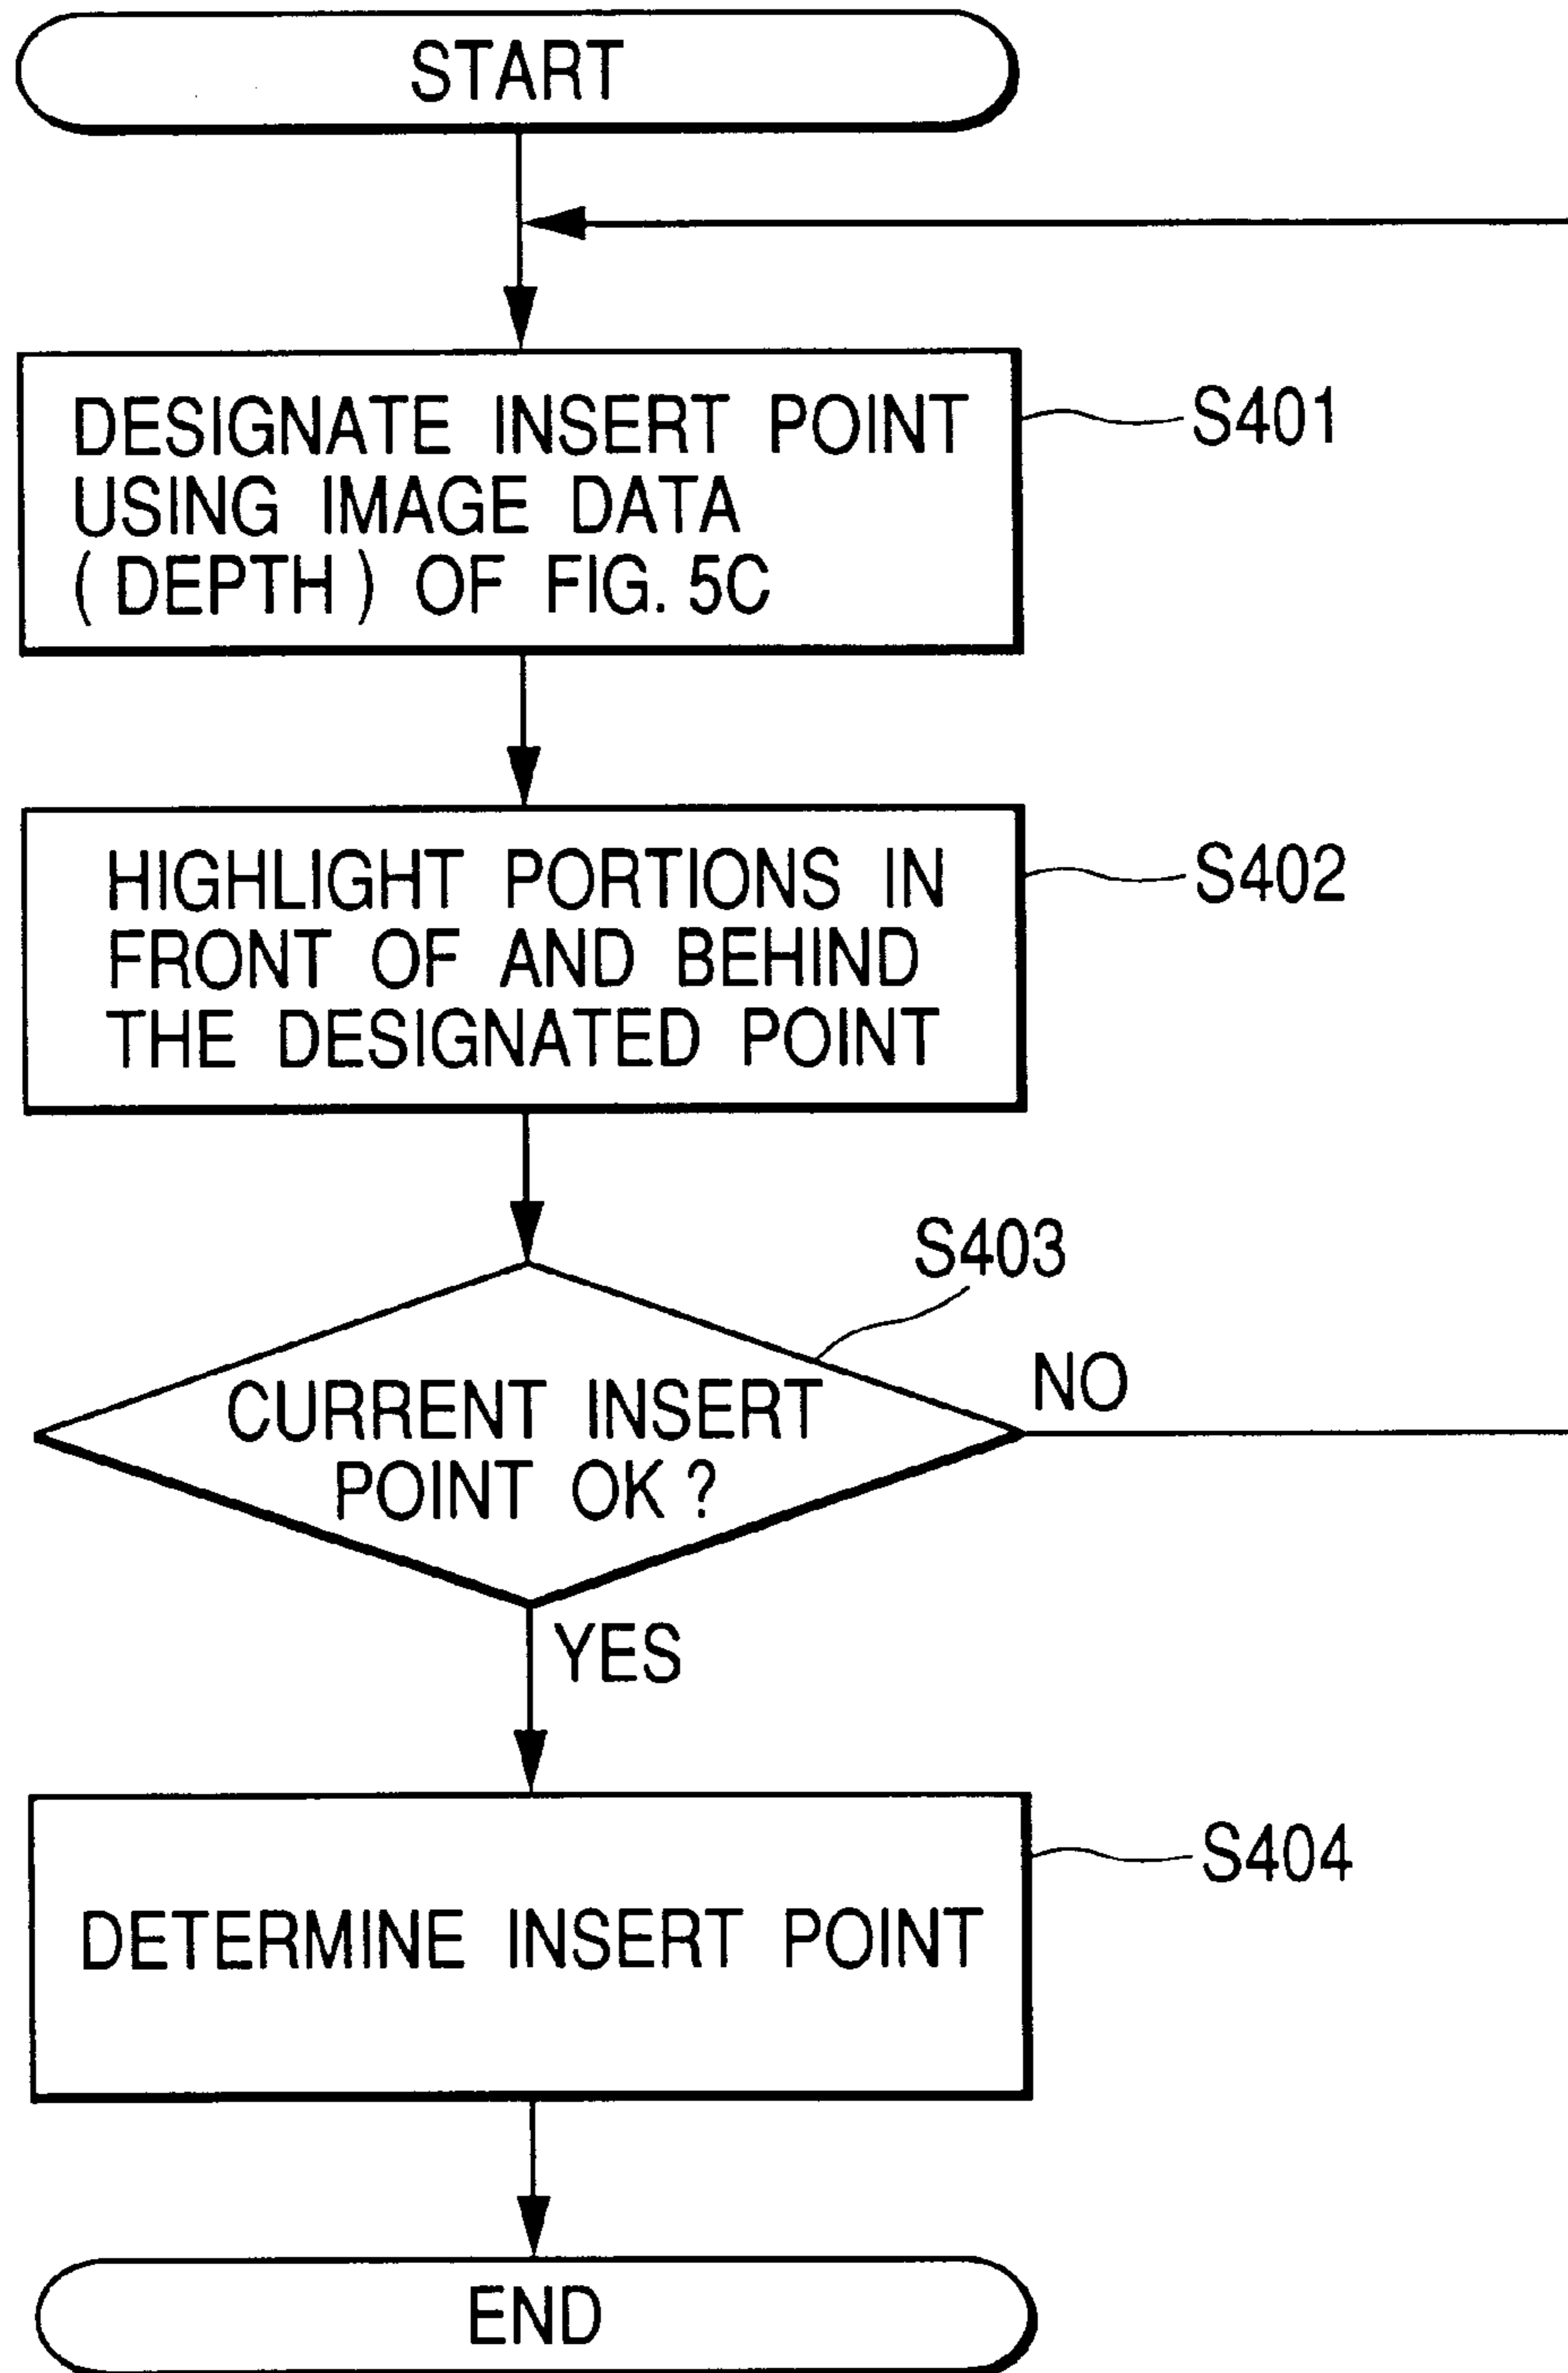 START
DESIGNATE INSERT POINT
USING IMAGE DATA
( DEPTH ) OF FIG. 5C
S401
HIGHLIGHT PORTIONS IN
FRONT OF AND BEHIND
THE DESIGNATED POINT
S402
S403
CURRENT INSERT
POINT OK ?
NO
YES
DETERMINE INSERT POINT
S404
END